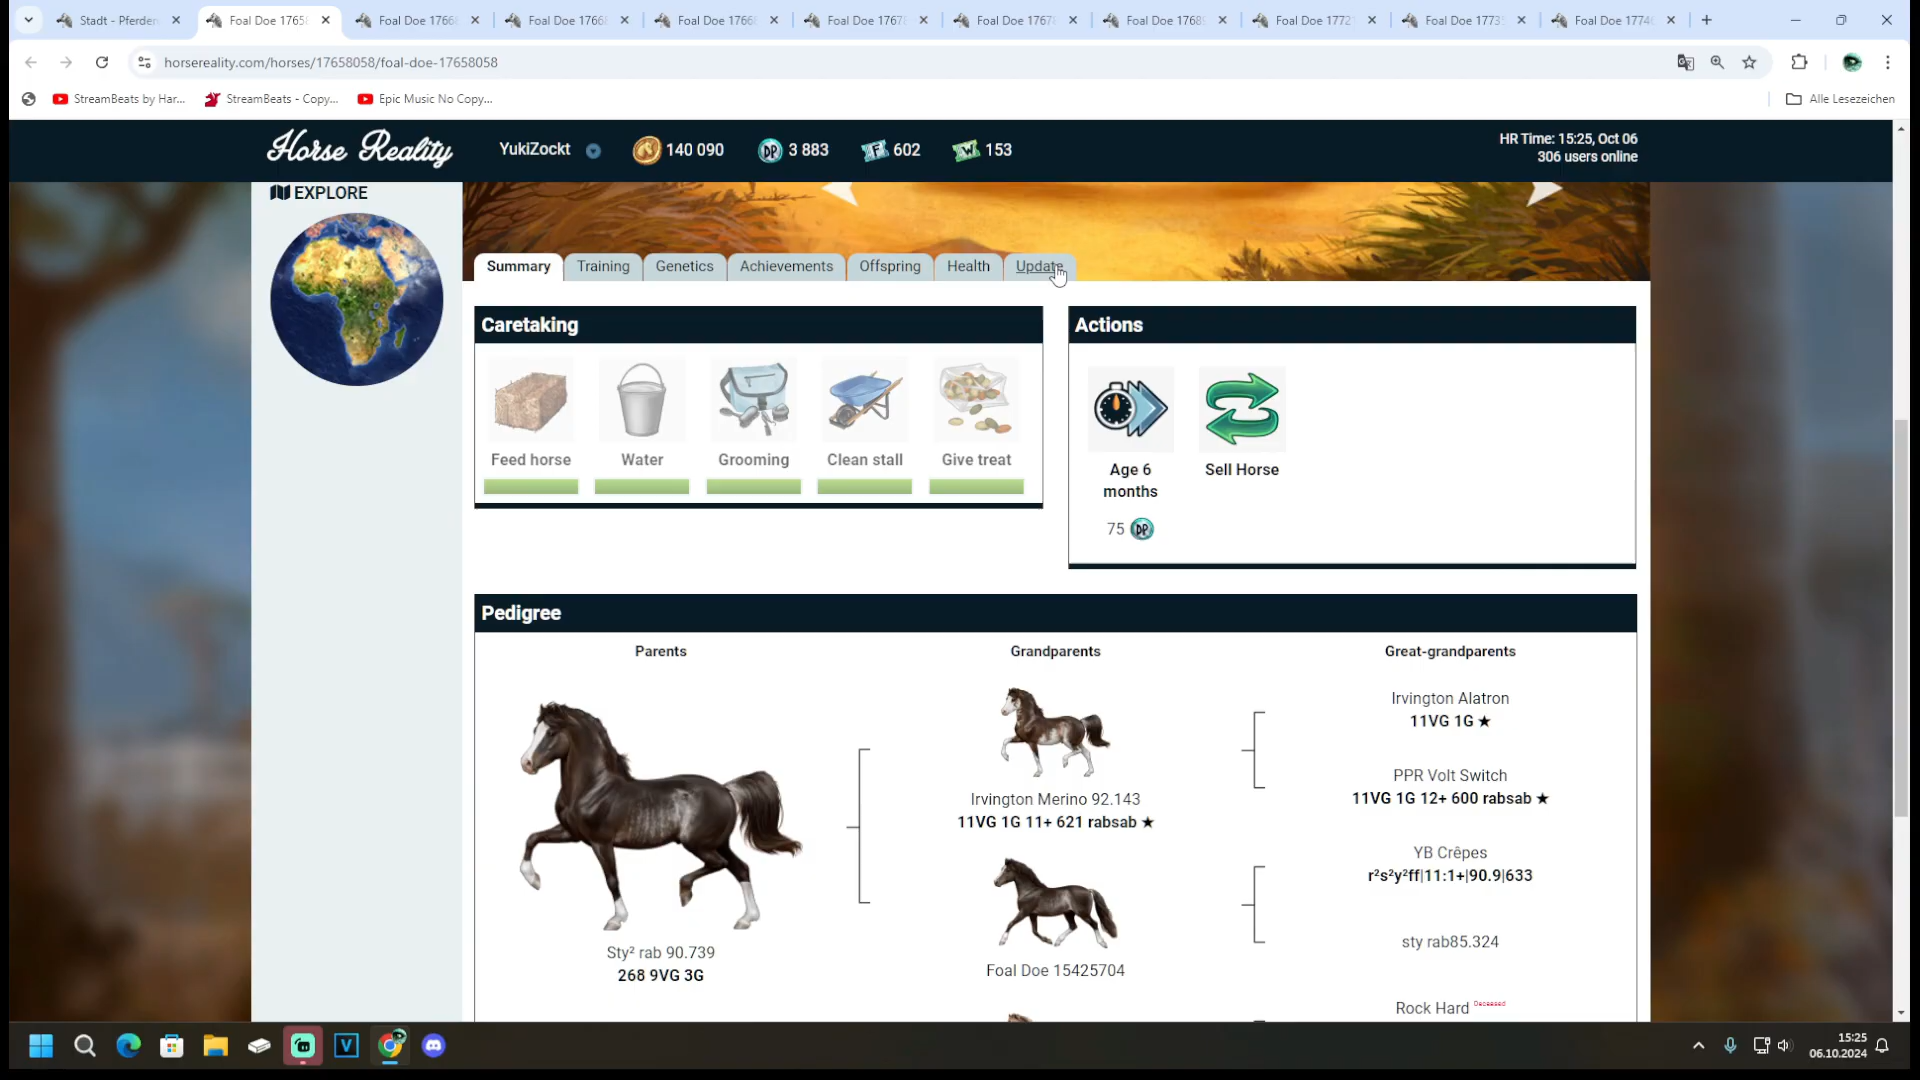 Stadt - Pferden
Foal Doe 1765
Foal Doe 1766
Foal Doe 1766
Foal Doe 1766
Foal Doe 1767
Foal Doe 1767
Foal Doe 1768
Foal Doe 1772
Foal Doe 1773
Foal Doe 1774
horsereality.com/horses/17658058/foal-doe-17658058
StreamBeats by Har...
StreamBeats - Copy...
Epic Music No Copy...
Alle Lesezeichen
Horse Reality
YukiZockt
140 090
DP 3 883
F 602
W 153
HR Time: 15:25, Oct 06
306 users online
EXPLORE
Summary
Training
Genetics
Achievements
Offspring
Health
Update
Caretaking
Actions
Feed horse
Water
Grooming
Clean stall
Give treat
Age 6
months
Sell Horse
75 DP
Pedigree
Parents
Grandparents
Great-grandparents
Irvington Alatron
11VG 1G ★
PPR Volt Switch
11VG 1G 12+ 600 rabsab ★
Irvington Merino 92.143
11VG 1G 11+ 621 rabsab ★
YB Crêpes
r²s²y²ff|11:1+|90.9|633
sty rab85.324
Sty² rab 90.739
268 9VG 3G
Foal Doe 15425704
Rock Hard Deceased
V
15:25
06.10.2024